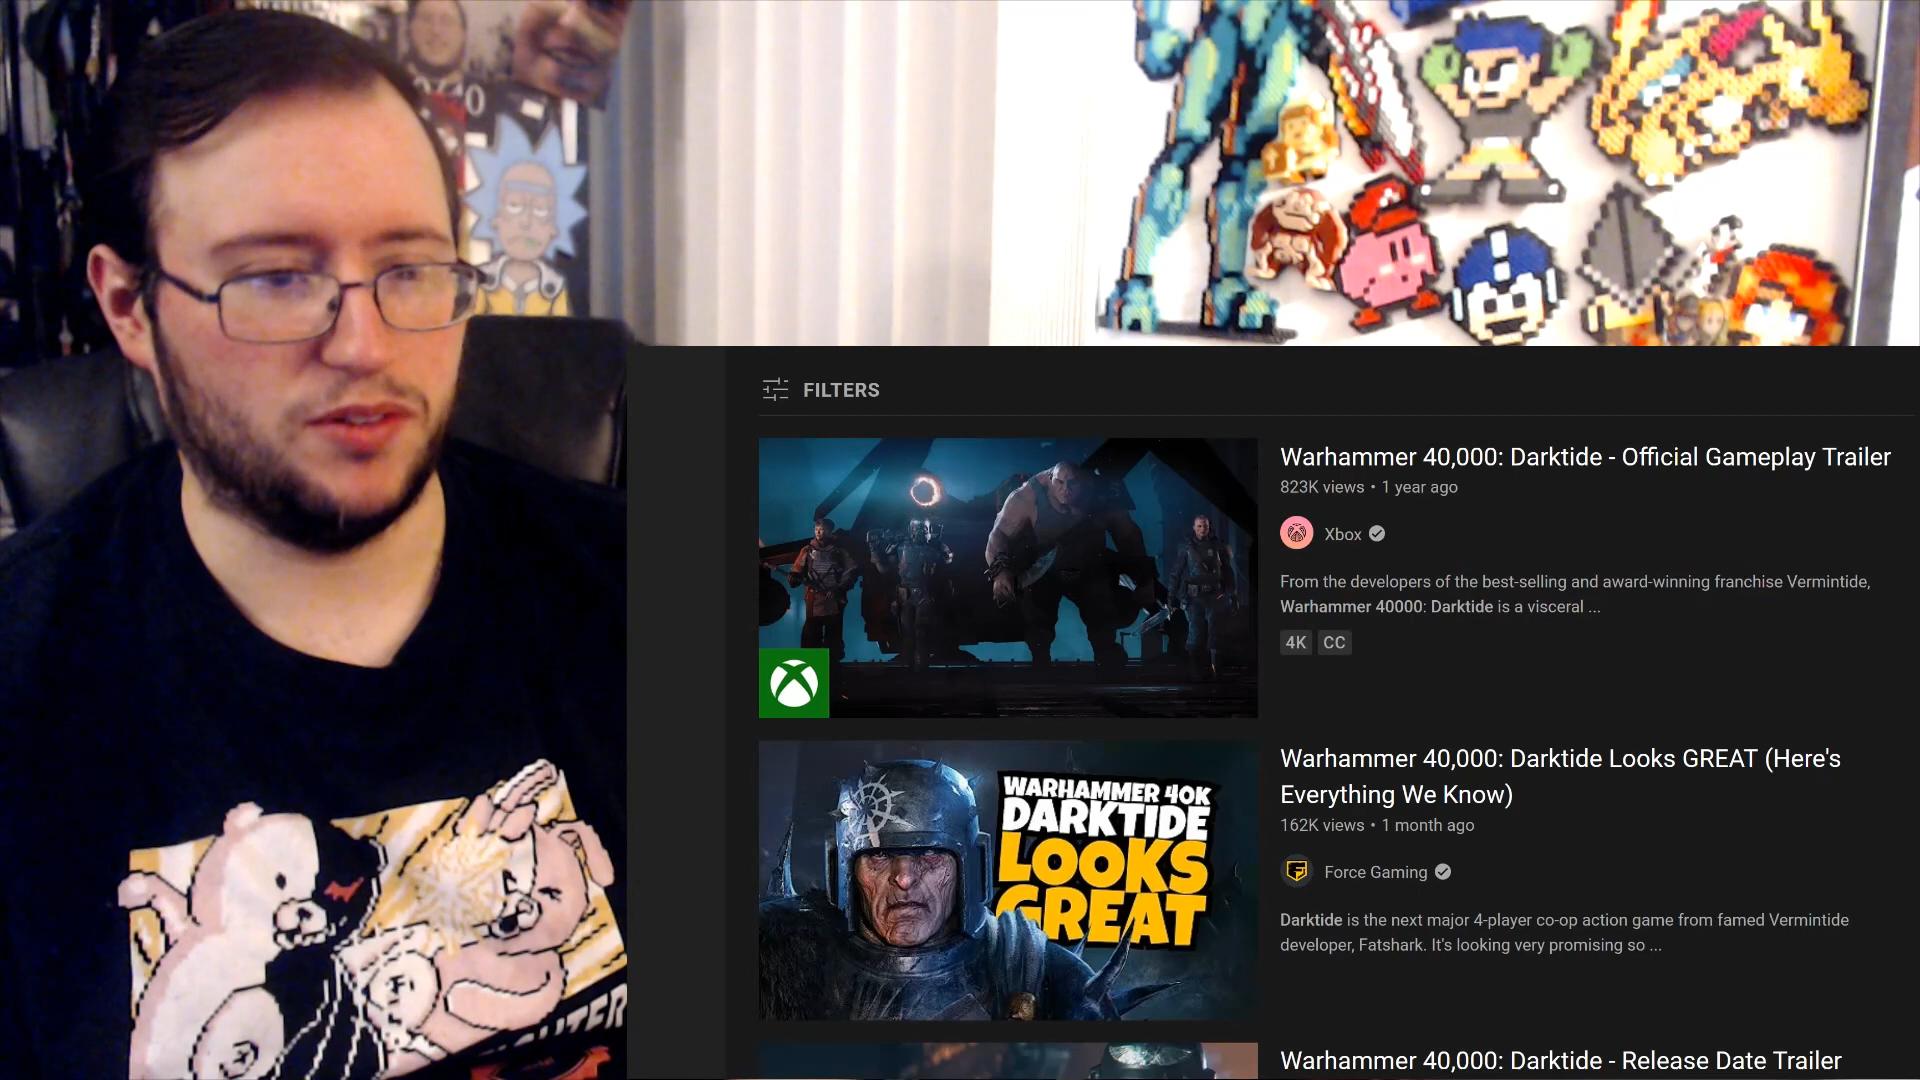 FILTERS
Warhammer 40,000: Darktide - Official Gameplay Trailer
823K views • 1 year ago
Xbox
From the developers of the best-selling and award-winning franchise Vermintide,
Warhammer 40000: Darktide is a visceral ...
4K CC
WARHAMMER 40K
DARKTIDE
LOOKS
GREAT
Warhammer 40,000: Darktide Looks GREAT (Here's
Everything We Know)
162K views • 1 month ago
Force Gaming
Darktide is the next major 4-player co-op action game from famed Vermintide
developer, Fatshark. It's looking very promising so ...
Warhammer 40,000: Darktide - Release Date Trailer